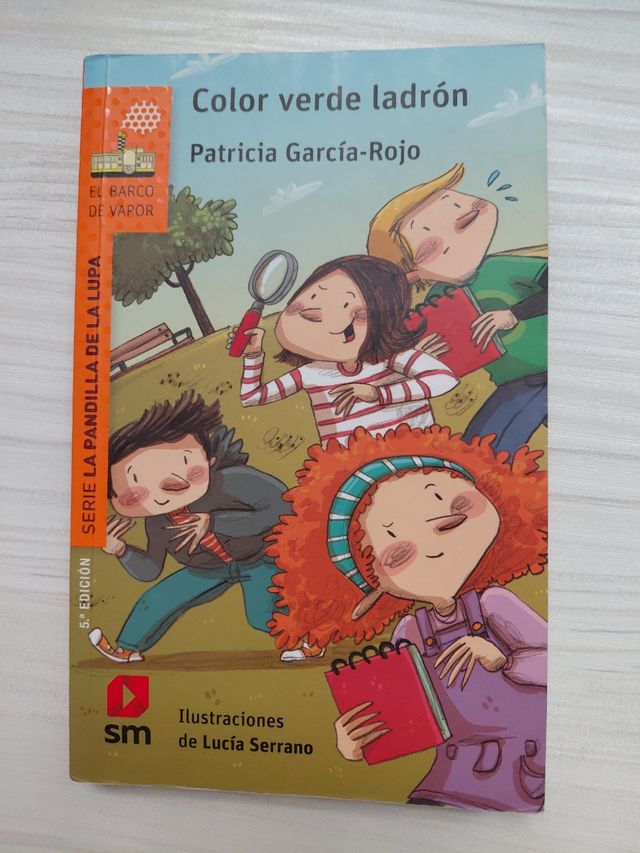 Color verde ladrón
Patricia García-Rojo
EL BARCO
DE VAPOR
SERIE LA PANDILLA DE LA LUPA
5.ª EDICIÓN
sm
Ilustraciones
de Lucía Serrano